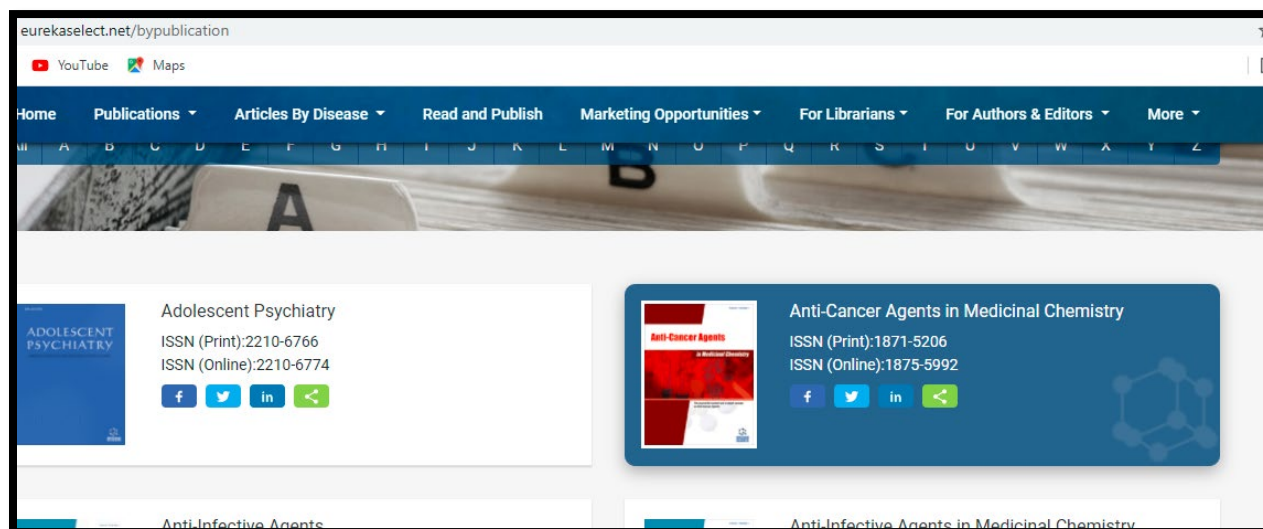 eurekaselect.net/bypublication
YouTube Maps
Home Publications Articles By Disease Read and Publish Marketing Opportunities For Librarians For Authors & Editors More
All A B C D E F G H I J K L M N O P Q R S T U V W X Y Z
A B
Adolescent Psychiatry
ISSN (Print):2210-6766
ISSN (Online):2210-6774
ADOLESCENT
PSYCHIATRY
f in
Anti-Cancer Agents in Medicinal Chemistry
ISSN (Print):1871-5206
ISSN (Online):1875-5992
Anti-Cancer Agents
in Medicinal Chemistry
f in
Anti-Infective Agents
Anti-Infective Agents in Medicinal Chemistry